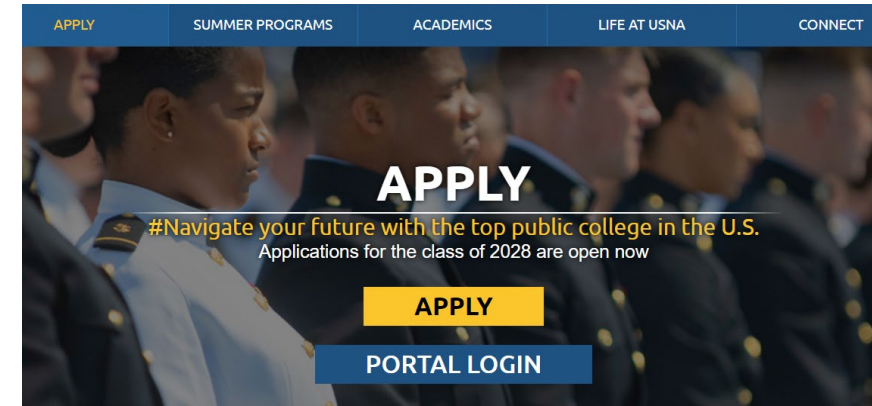 APPLY SUMMER PROGRAMS ACADEMICS LIFE AT USNA CONNECT
APPLY
#Navigate your future with the top public college in the U.S.
Applications for the class of 2028 are open now
APPLY
PORTAL LOGIN